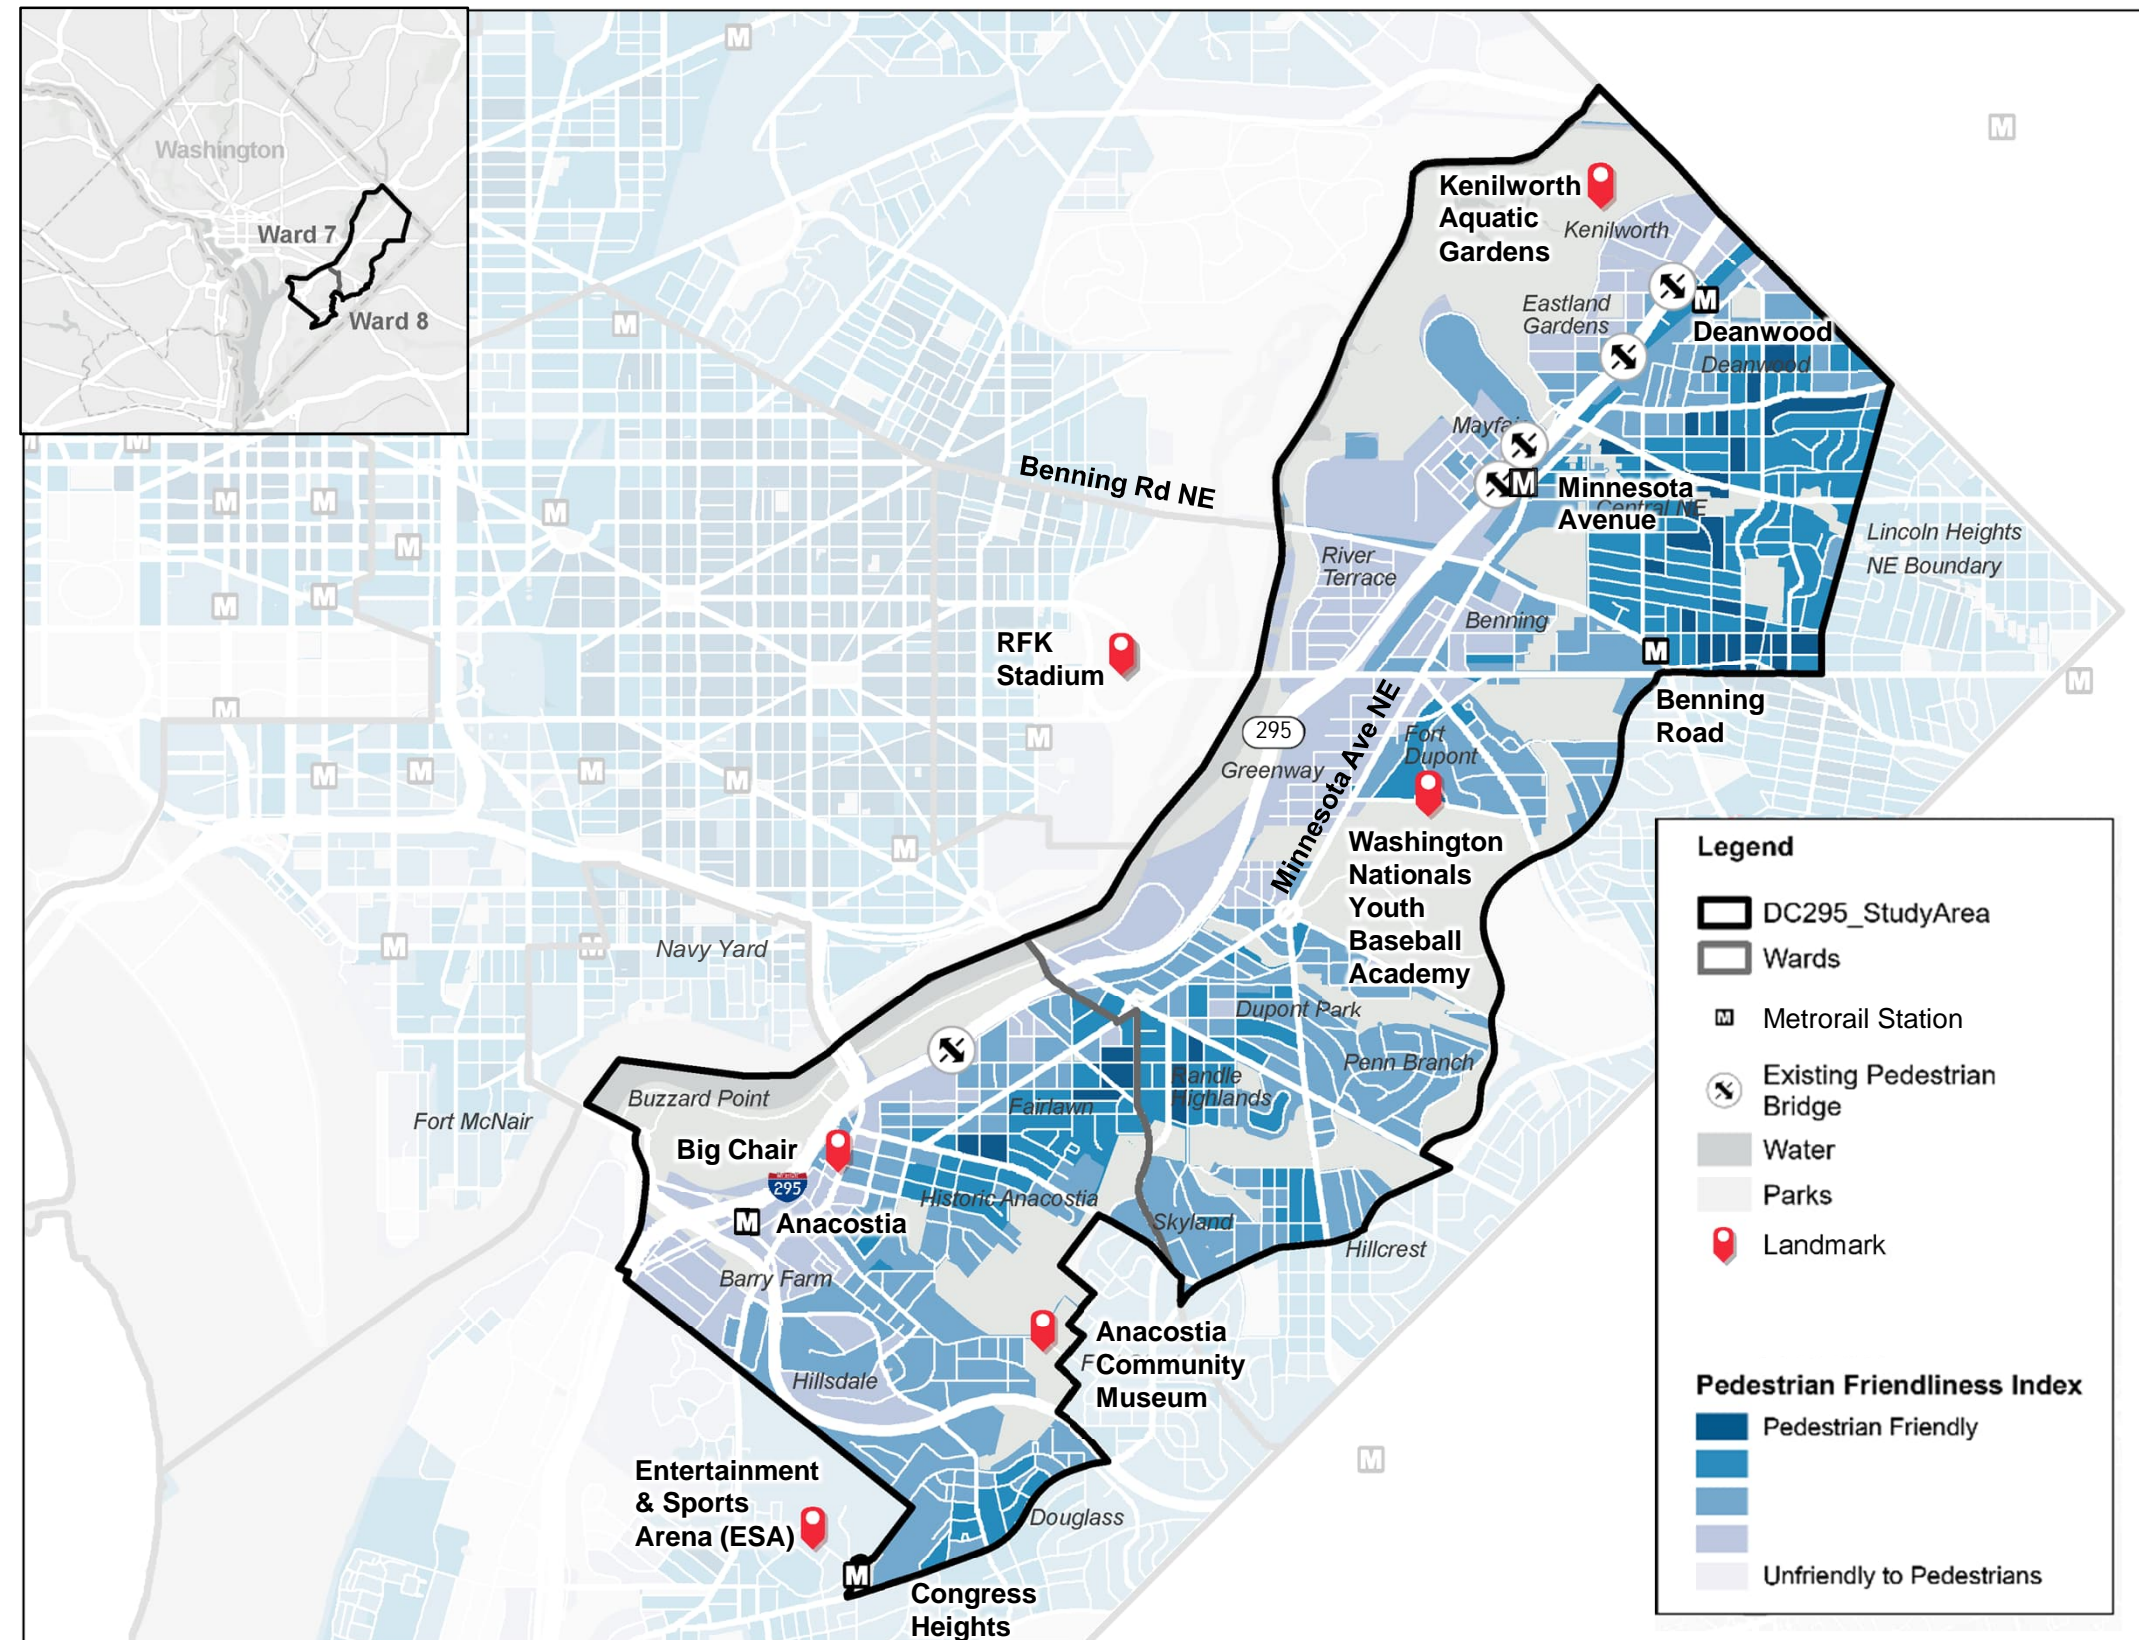 Washington
Ward 7
Ward 8
Kenilworth
Aquatic
Gardens
Kenilworth
Eastland
Gardens
Deanwood
Deanwood
Benning Rd NE
M
Minnesota
Avenue
Central NE
Lincoln Heights
NE Boundary
River
Terrace
Benning
RFK
Stadium
Benning
Road
295
Greenway
Minnesota Ave NE
Fort
Dupont
Washington
Nationals
Youth
Baseball
Academy
Navy Yard
Dupont Park
Penn Branch
Randle
Highlands
Fairlawn
Buzzard Point
Fort McNair
Big Chair
295
Anacostia
Historic Anacostia
Skyland
Hillcrest
Barry Farm
Anacostia
Community
Museum
Hillsdale
Entertainment
& Sports
Arena (ESA)
Douglass
M
Congress
Heights
Legend
DC295_StudyArea
Wards
M Metrorail Station
Existing Pedestrian
Bridge
Water
Parks
Landmark
Pedestrian Friendliness Index
Pedestrian Friendly
Unfriendly to Pedestrians